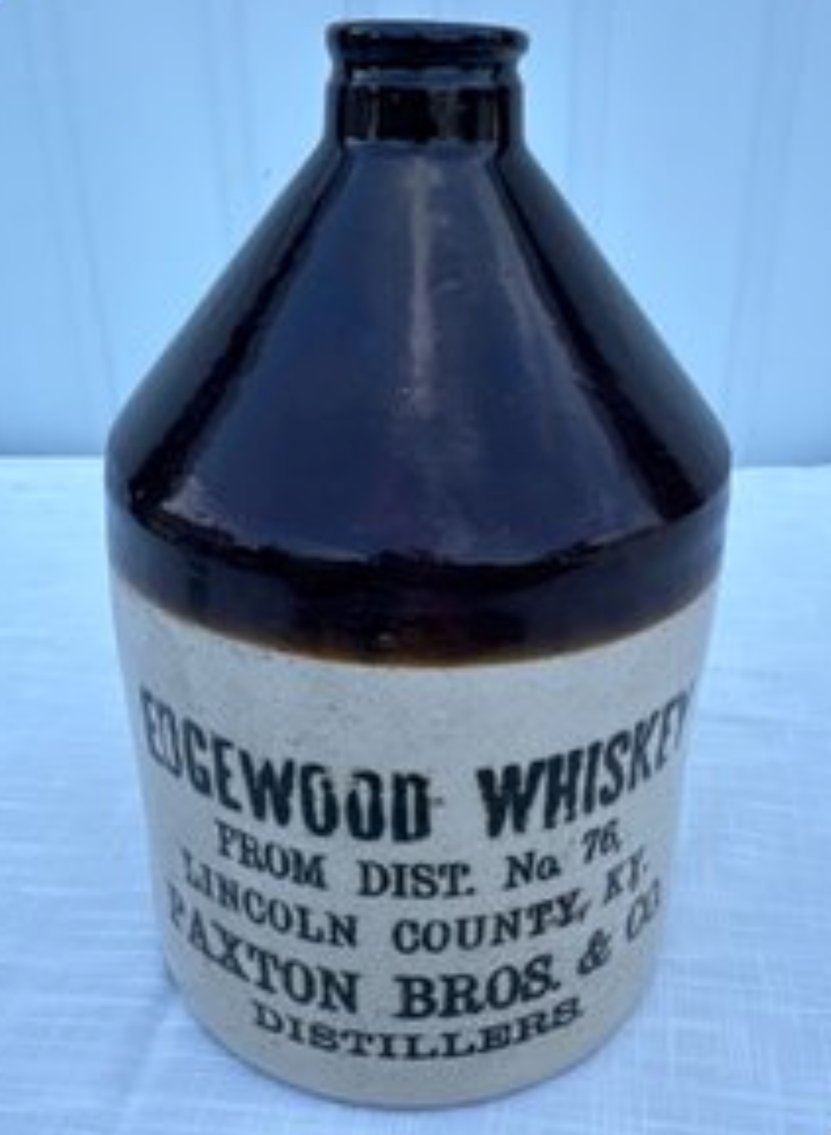 EDGEWOOD WHISKEY
FROM DIST. No. 76,
LINCOLN COUNTY, KY.
PAXTON BROS. & CO.
DISTILLERS.